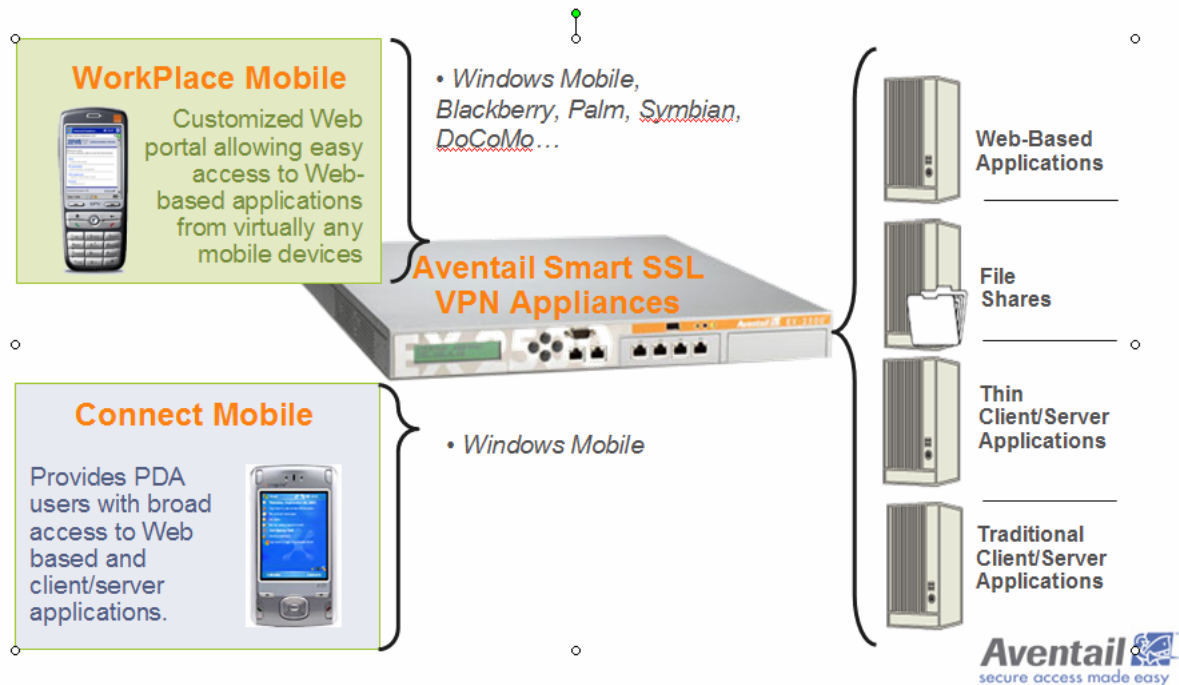 WorkPlace Mobile
Customized Web
portal allowing easy
access to Web-
based applications
from virtually any
mobile devices
• Windows Mobile,
Blackberry, Palm, Symbian,
DoCoMo…
Aventail Smart SSL
VPN Appliances
Aventail
Connect Mobile
Provides PDA
users with broad
access to Web
based and
client/server
applications.
• Windows Mobile
Web-Based
Applications
File
Shares
Thin
Client/Server
Applications
Traditional
Client/Server
Applications
Aventail
secure access made easy